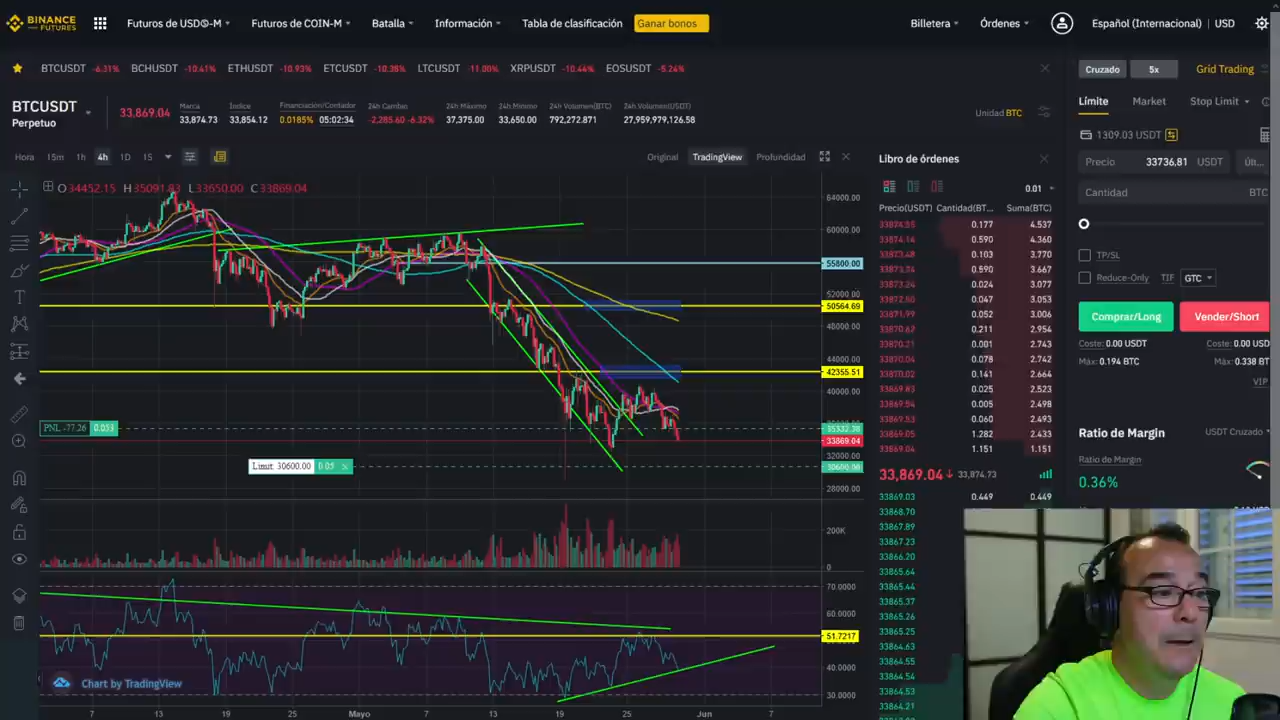 BINANCE
FUTURES
Futuros de USDⓈ-M
Futuros de COIN-M
Batalla
Información
Tabla de clasificación
Ganar bonos
Billetera
Órdenes
Español (Internacional)
USD
BTCUSDT -6.31% BCHUSDT -10.41% ETHUSDT -10.93% ETCUSDT -10.38% LTCUSDT -11.00% XRPUSDT -10.44% EOSUSDT -5.24%
Cruzado 5x Grid Trading
BTCUSDT
Perpetuo
33,869.04
Marca
33,874.73
Índice
33,854.12
Financiación/Contador
0.0185% 05:02:34
24h Cambio
-2,285.60 -6.32%
24h Máximo
37,375.00
24h Mínimo
33,650.00
24h Volumen(BTC)
792,272.871
24h Volumen(USDT)
27,959,979,126.58
Unidad BTC
Límite Market Stop Limit
1309.03 USDT
Precio 33736,81 USDT Últ...
Cantidad BTC
TP/SL
Reduce-Only TIF GTC
Comprar/Long Vender/Short
Coste: 0.00 USDT Coste: 0.00 USDT
Máx: 0.194 BTC Máx: 0.338 BT
VIP
Ratio de Margin USDT Cruzado
Ratio de Margin
0.36%
Hora 15m 1h 4h 1D 1S
Original TradingView Profundidad
O34452.15 H35091.83 L33650.00 C33869.04
64000.00
60000.00
55800.00
52000.00
50564.69
48000.00
44000.00
42355.51
40000.00
35332.38
33869.04
32000.00
30600.00
28000.00
PNL -77.26 0.053
Limit: 30600.00 0.05 ×
200K
0
70.0000
60.0000
51.7217
40.0000
30.0000
Chart by TradingView
7 13 19 25 Mayo 7 13 19 25 Jun 7
Libro de órdenes
0.01
Precio(USDT) Cantidad(BT... Suma(BTC)
33874.55 0.177 4.537
33874.14 0.590 4.360
33873.48 0.103 3.770
33873.34 0.590 3.667
33873.24 0.024 3.077
33872.50 0.047 3.053
33871.99 0.052 3.006
33870.62 0.211 2.954
33870.21 0.001 2.743
33870.04 0.078 2.742
33870.02 0.141 2.664
33869.83 0.025 2.523
33869.54 0.005 2.498
33869.53 0.060 2.493
33869.05 1.282 2.433
33869.04 1.151 1.151
33,869.04 33,874.73
33869.03 0.449 0.449
33868.70
33867.89
33867.23
33866.20
33865.64
33865.57
33865.37
33865.26
33865.25
33864.63
33864.55
33864.54
33864.53
33864.21